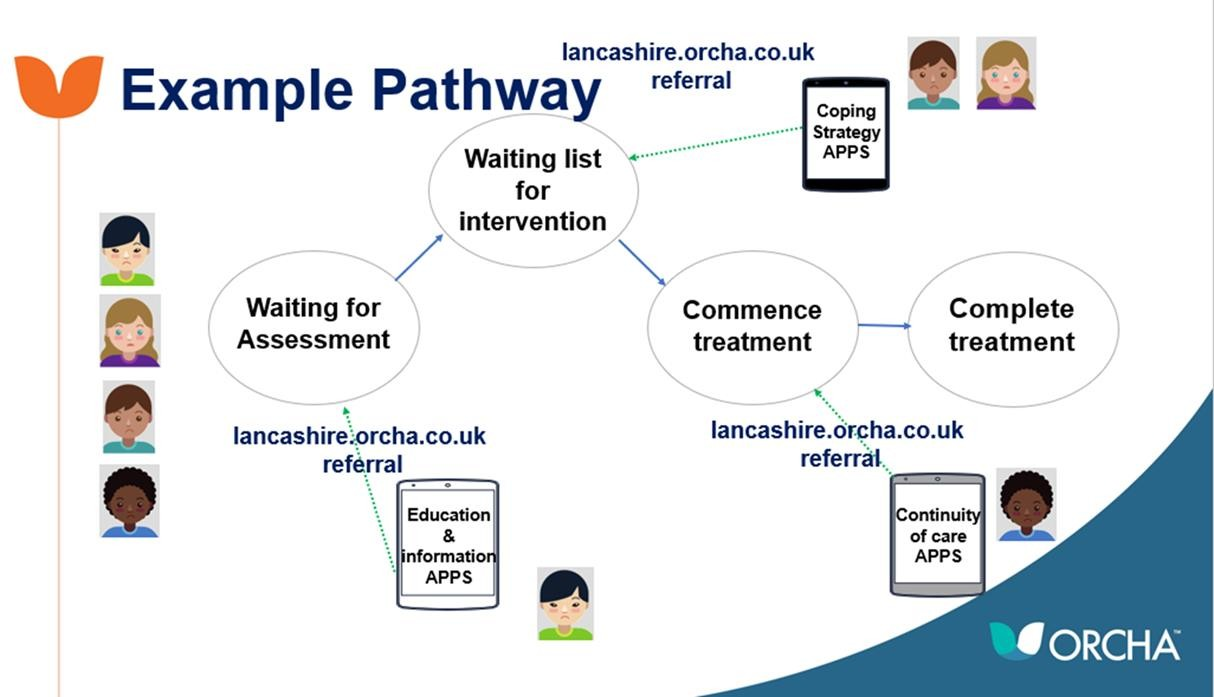 Example Pathway
lancashire.orcha.co.uk
referral
Coping
Strategy
APPS
Waiting list
for
intervention
Waiting for
Assessment
Commence
treatment
Complete
treatment
lancashire.orcha.co.uk
referral
Education
&
information
APPS
lancashire.orcha.co.uk
referral
Continuity
of care
APPS
ORCHA™